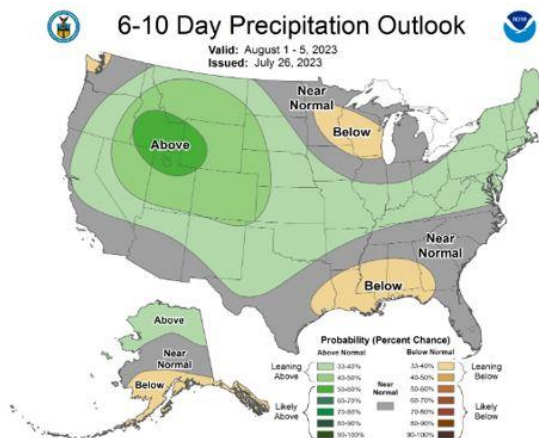 6-10 Day Precipitation Outlook
Valid: August 1 - 5, 2023
Issued: July 26, 2023
NOAA
Near
Normal
Below
Above
Near
Normal
Below
Above
Near
Normal
Below
Probability (Percent Chance)
Above Normal
Below Normal
Leaning
Above
33-40%
40-50%
Likely
Above
50-60%
60-70%
70-80%
80-90%
90-100%
Near
Normal
33-40%
40-50%
Leaning
Below
50-60%
60-70%
70-80%
80-90%
90-100%
Likely
Below